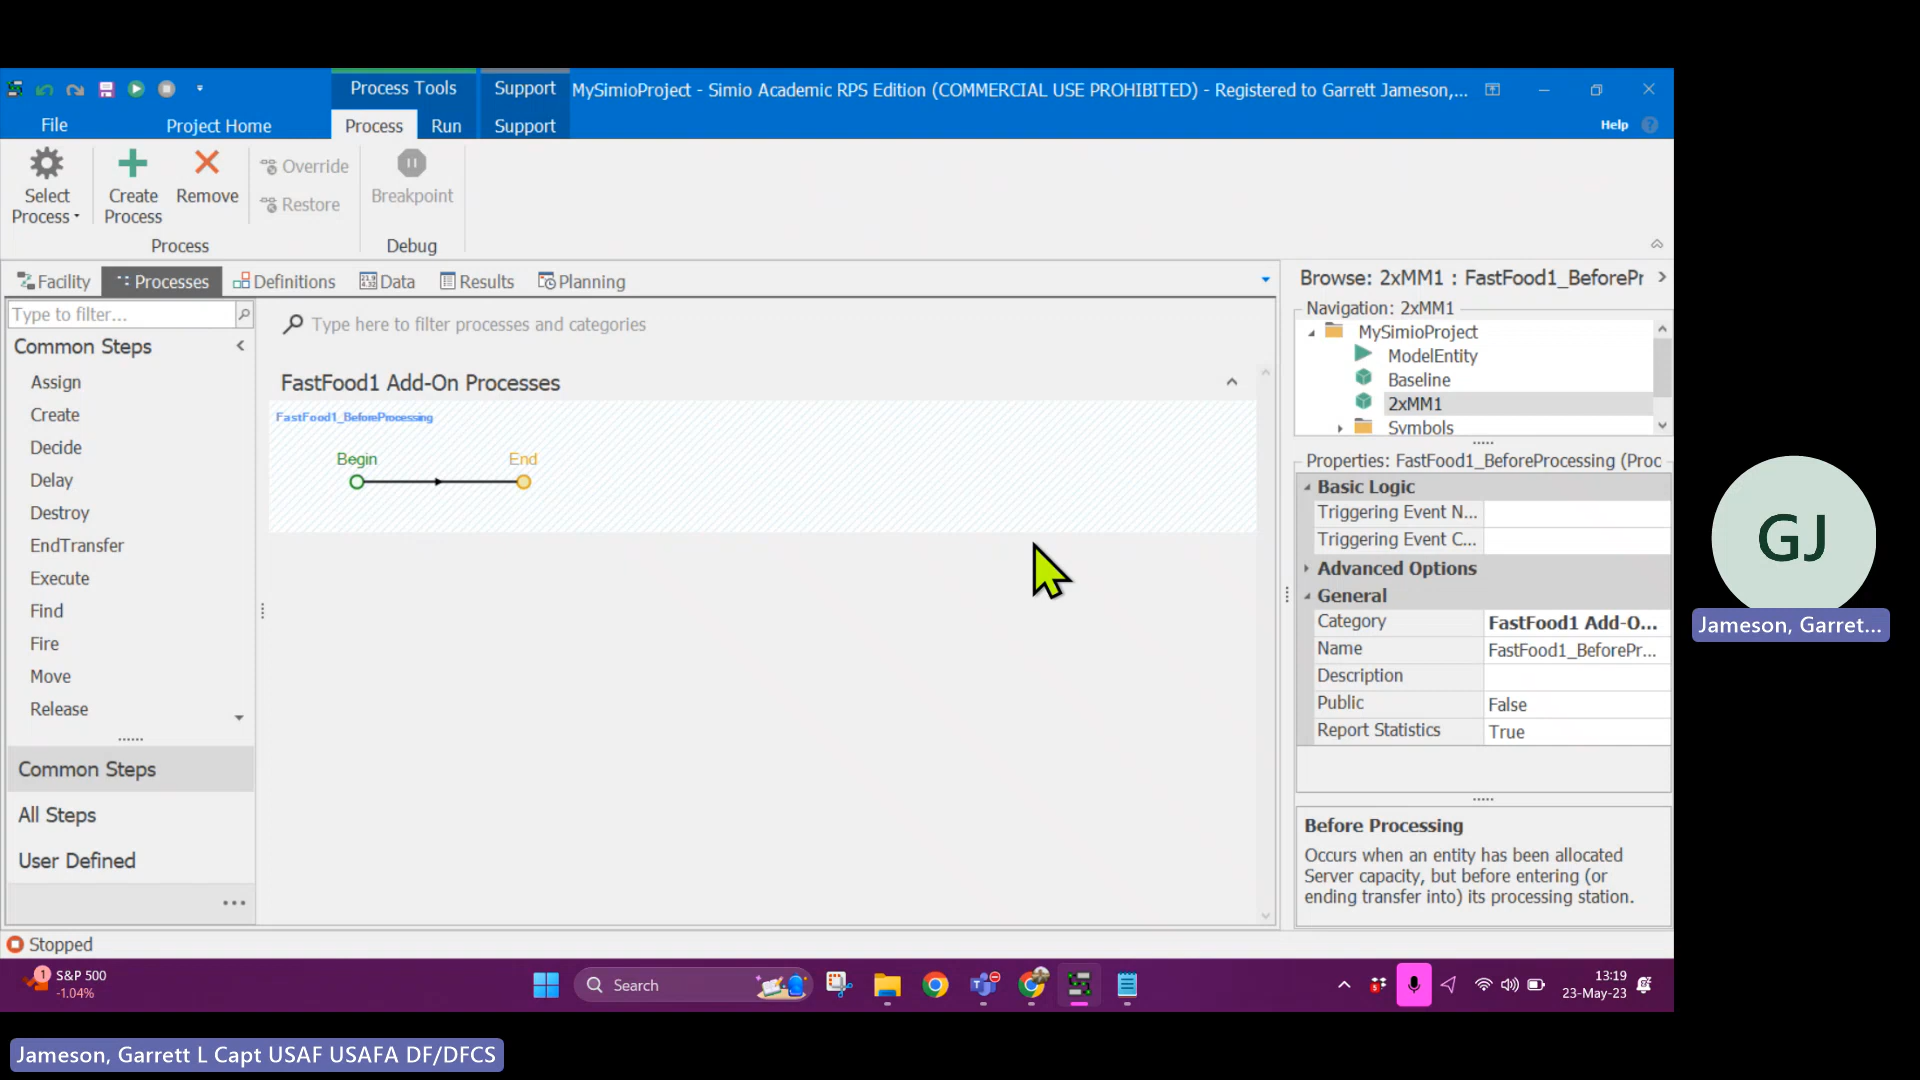 Process Tools
Support
MySimioProject - Simio Academic RPS Edition (COMMERCIAL USE PROHIBITED) - Registered to Garrett Jameson,...
File
Project Home
Process
Run
Support
Help
Select Process
Create Process
Remove
Override
Restore
Breakpoint
Process
Debug
Facility
Processes
Definitions
Data
Results
Planning
Type to filter...
Common Steps
Assign
Create
Decide
Delay
Destroy
EndTransfer
Execute
Find
Fire
Move
Release
Common Steps
All Steps
User Defined
Type here to filter processes and categories
FastFood1 Add-On Processes
FastFood1_BeforeProcessing
Begin
End
Browse: 2xMM1 : FastFood1_BeforePr
Navigation: 2xMM1
MySimioProject
ModelEntity
Baseline
2xMM1
Symbols
Properties: FastFood1_BeforeProcessing (Proc
Basic Logic
Triggering Event N...
Triggering Event C...
Advanced Options
General
Category FastFood1 Add-O...
Name FastFood1_BeforePr...
Description
Public False
Report Statistics True
Before Processing
Occurs when an entity has been allocated
Server capacity, but before entering (or
ending transfer into) its processing station.
Stopped
1
S&P 500
-1.04%
Search
13:19
23-May-23
GJ
Jameson, Garret...
Jameson, Garrett L Capt USAF USAFA DF/DFCS